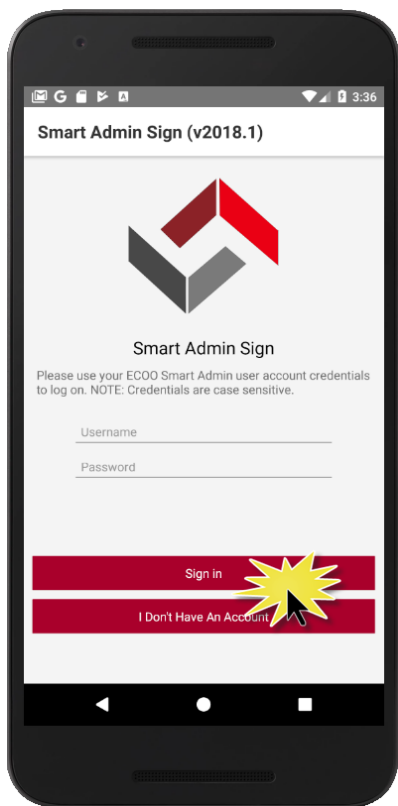 3:36
Smart Admin Sign (v2018.1)
Smart Admin Sign
Please use your ECOO Smart Admin user account credentials
to log on. NOTE: Credentials are case sensitive.
Username
Password
Sign in
I Don't Have An Account